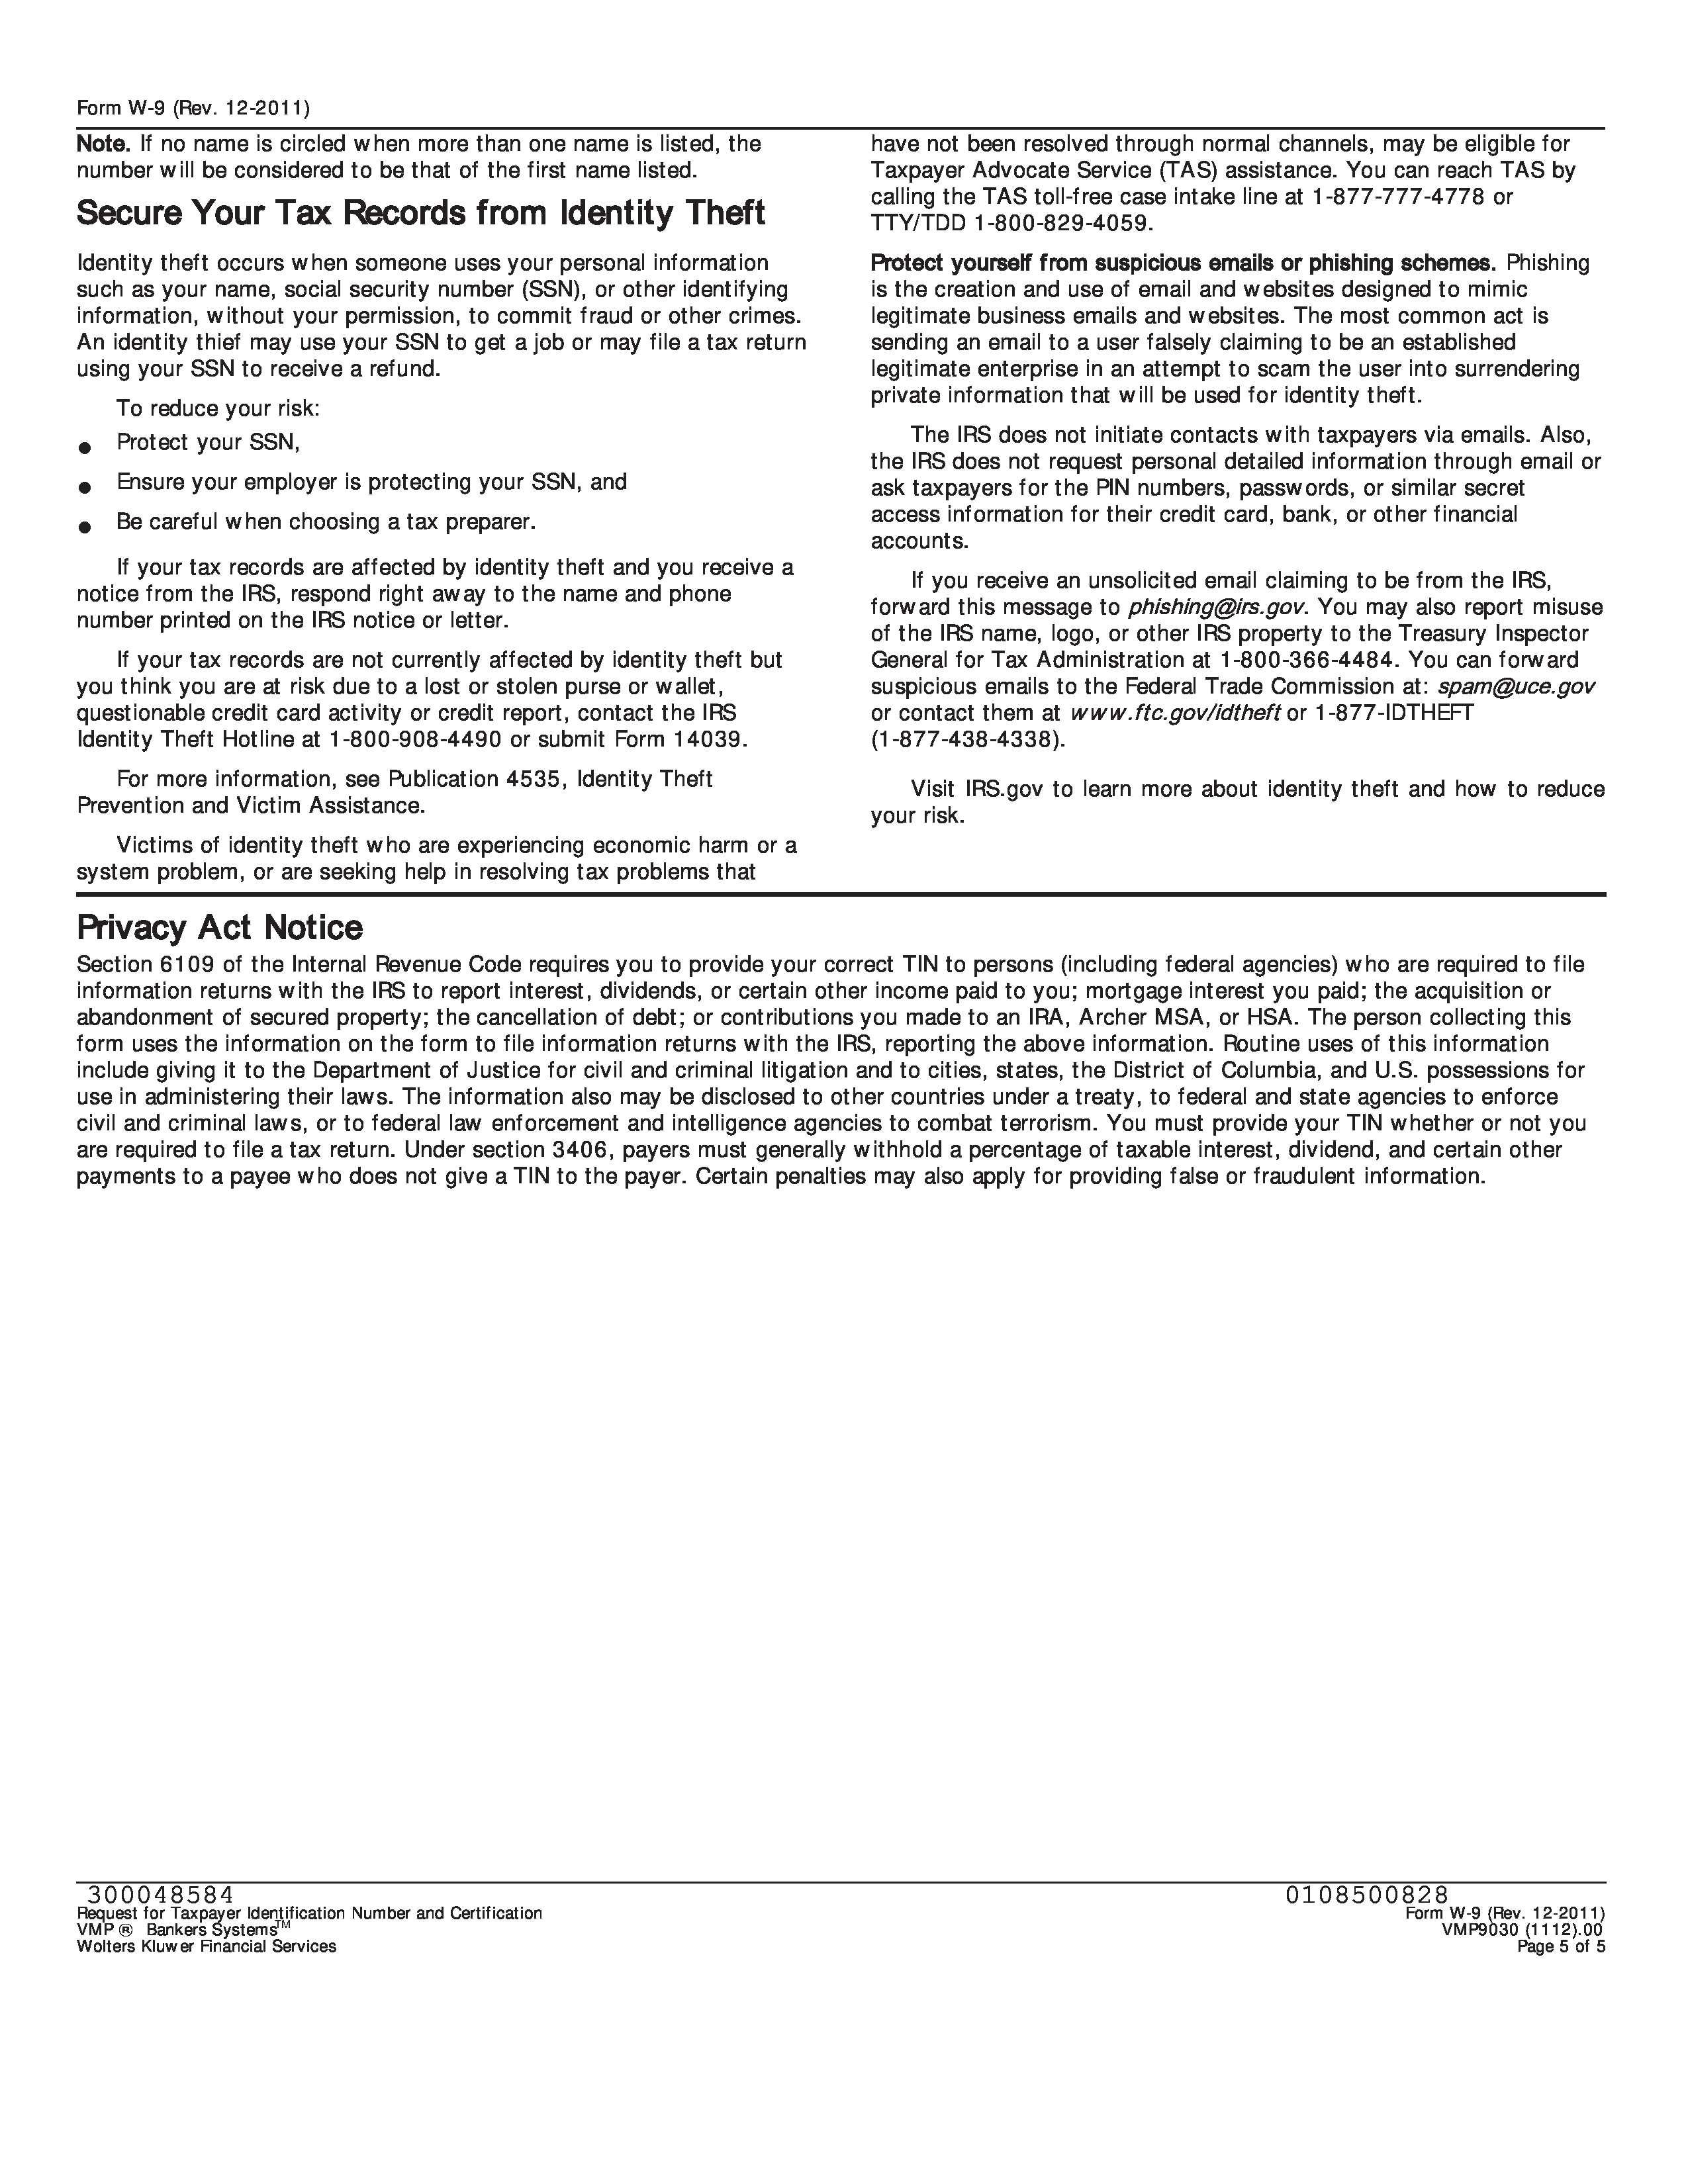 Form W-9 (Rev. 12-2011)
Note. If no name is circled when more than one name is listed, the
number will be considered to be that of the first name listed.
Secure Your Tax Records from Identity Theft
Identity theft occurs when someone uses your personal information
such as your name, social security number (SSN), or other identifying
information, without your permission, to commit fraud or other crimes.
An identity thief may use your SSN to get a job or may file a tax return
using your SSN to receive a refund.
To reduce your risk:
● Protect your SSN,
● Ensure your employer is protecting your SSN, and
● Be careful when choosing a tax preparer.
If your tax records are affected by identity theft and you receive a
notice from the IRS, respond right away to the name and phone
number printed on the IRS notice or letter.
If your tax records are not currently affected by identity theft but
you think you are at risk due to a lost or stolen purse or wallet,
questionable credit card activity or credit report, contact the IRS
Identity Theft Hotline at 1-800-908-4490 or submit Form 14039.
For more information, see Publication 4535, Identity Theft
Prevention and Victim Assistance.
Victims of identity theft who are experiencing economic harm or a
system problem, or are seeking help in resolving tax problems that
have not been resolved through normal channels, may be eligible for
Taxpayer Advocate Service (TAS) assistance. You can reach TAS by
calling the TAS toll-free case intake line at 1-877-777-4778 or
TTY/TDD 1-800-829-4059.
Protect yourself from suspicious emails or phishing schemes. Phishing
is the creation and use of email and websites designed to mimic
legitimate business emails and websites. The most common act is
sending an email to a user falsely claiming to be an established
legitimate enterprise in an attempt to scam the user into surrendering
private information that will be used for identity theft.
The IRS does not initiate contacts with taxpayers via emails. Also,
the IRS does not request personal detailed information through email or
ask taxpayers for the PIN numbers, passwords, or similar secret
access information for their credit card, bank, or other financial
accounts.
If you receive an unsolicited email claiming to be from the IRS,
forward this message to phishing@irs.gov. You may also report misuse
of the IRS name, logo, or other IRS property to the Treasury Inspector
General for Tax Administration at 1-800-366-4484. You can forward
suspicious emails to the Federal Trade Commission at: spam@uce.gov
or contact them at www.ftc.gov/idtheft or 1-877-IDTHEFT
(1-877-438-4338).
Visit IRS.gov to learn more about identity theft and how to reduce
your risk.
Privacy Act Notice
Section 6109 of the Internal Revenue Code requires you to provide your correct TIN to persons (including federal agencies) who are required to file
information returns with the IRS to report interest, dividends, or certain other income paid to you; mortgage interest you paid; the acquisition or
abandonment of secured property; the cancellation of debt; or contributions you made to an IRA, Archer MSA, or HSA. The person collecting this
form uses the information on the form to file information returns with the IRS, reporting the above information. Routine uses of this information
include giving it to the Department of Justice for civil and criminal litigation and to cities, states, the District of Columbia, and U.S. possessions for
use in administering their laws. The information also may be disclosed to other countries under a treaty, to federal and state agencies to enforce
civil and criminal laws, or to federal law enforcement and intelligence agencies to combat terrorism. You must provide your TIN whether or not you
are required to file a tax return. Under section 3406, payers must generally withhold a percentage of taxable interest, dividend, and certain other
payments to a payee who does not give a TIN to the payer. Certain penalties may also apply for providing false or fraudulent information.
300048584
Request for Taxpayer Identification Number and Certification
VMP ® Bankers Systems™
Wolters Kluwer Financial Services
0108500828
Form W-9 (Rev. 12-2011)
VMP9030 (1112).00
Page 5 of 5